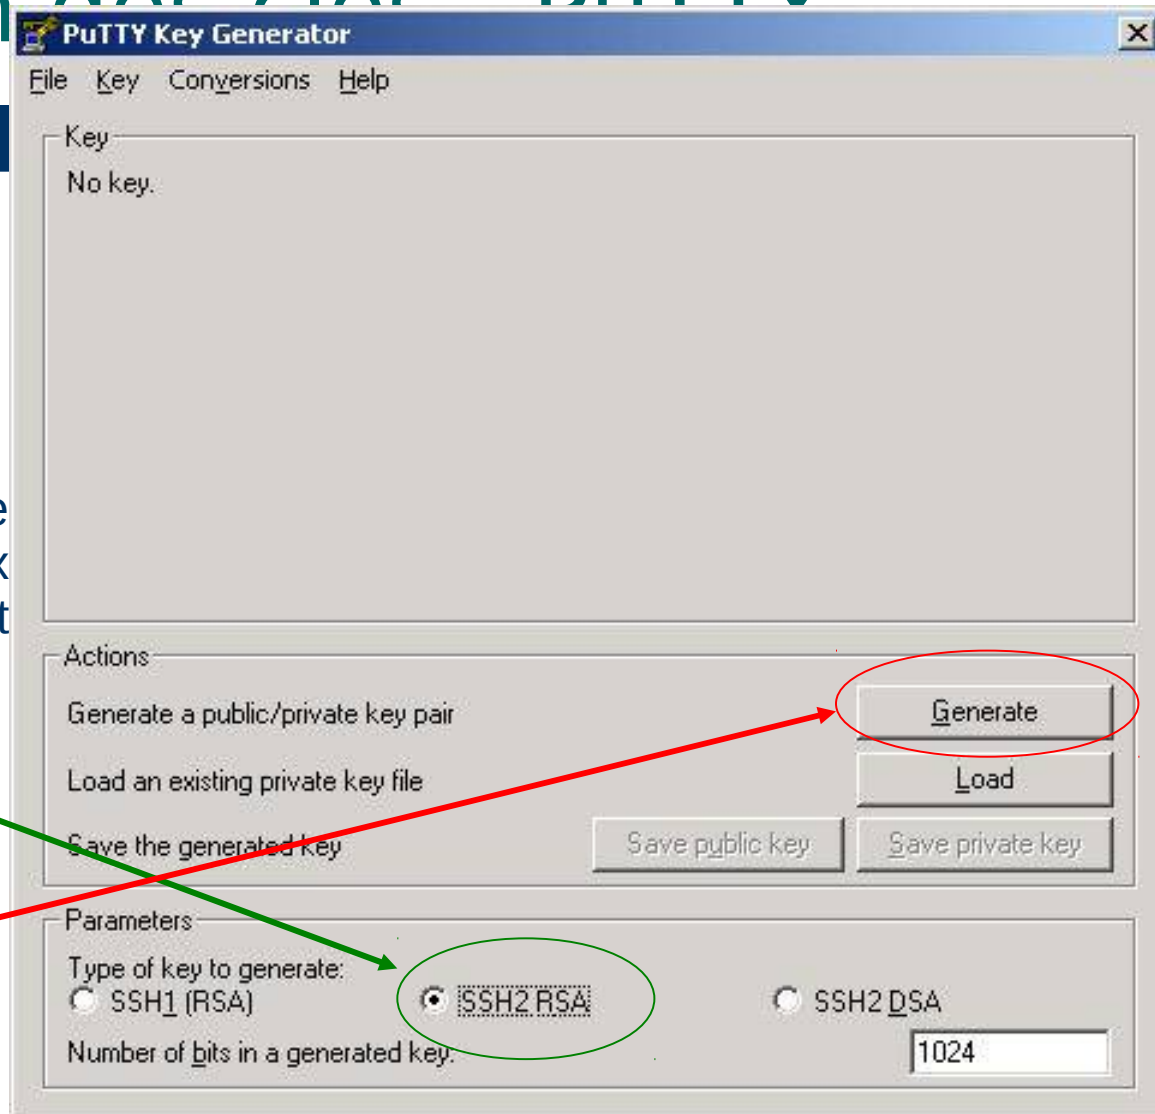 PuTTY Key Generator
File Key Conversions Help
Key
No key.
e
x
t
Actions
Generate a public/private key pair
Generate
Load an existing private key file
Load
Save the generated key
Save public key
Save private key
Parameters
Type of key to generate:
SSH1 (RSA)
SSH2 RSA
SSH2 DSA
Number of bits in a generated key:
1024